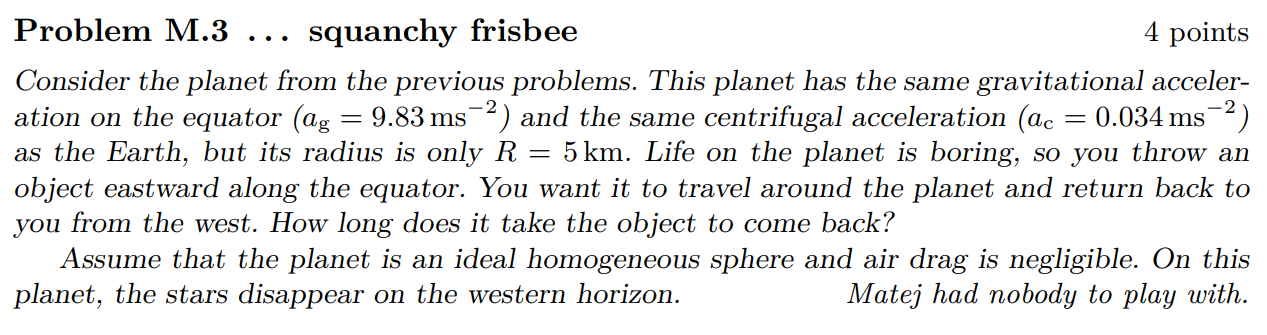 Problem M.3 ... squanchy frisbee 4 points
Consider the planet from the previous problems. This planet has the same gravitational acceler-
ation on the equator (a_g = 9.83 ms⁻²) and the same centrifugal acceleration (a_c = 0.034 ms⁻²)
as the Earth, but its radius is only R = 5 km. Life on the planet is boring, so you throw an
object eastward along the equator. You want it to travel around the planet and return back to
you from the west. How long does it take the object to come back?
Assume that the planet is an ideal homogeneous sphere and air drag is negligible. On this
planet, the stars disappear on the western horizon. Matej had nobody to play with.